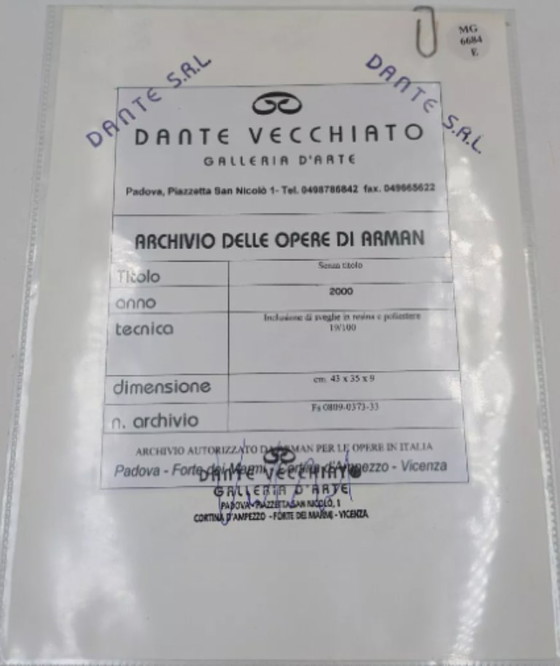 MG
6684
E
DANTE S.R.L
DANTE S.R.L
DANTE VECCHIATO
GALLERIA D'ARTE
Padova, Piazzetta San Nicolò 1- Tel. 0498786842 fax. 049665622
ARCHIVIO DELLE OPERE DI ARMAN
Titolo Senza titolo
anno 2000
tecnica Inclusione di sveglie in resina e poliestere
19/100
dimensione cm. 43 x 35 x 9
n. archivio Fs 0809-0373-33
ARCHIVIO AUTORIZZATO DA ARMAN PER LE OPERE IN ITALIA
Padova - Forte dei Marmi - Cortina d'Ampezzo - Vicenza
DANTE VECCHIATO
GALLERIA D'ARTE
PADOVA - PIAZZETTA SAN NICOLÒ, 1
CORTINA D'AMPEZZO - FORTE DEI MARMI - VICENZA